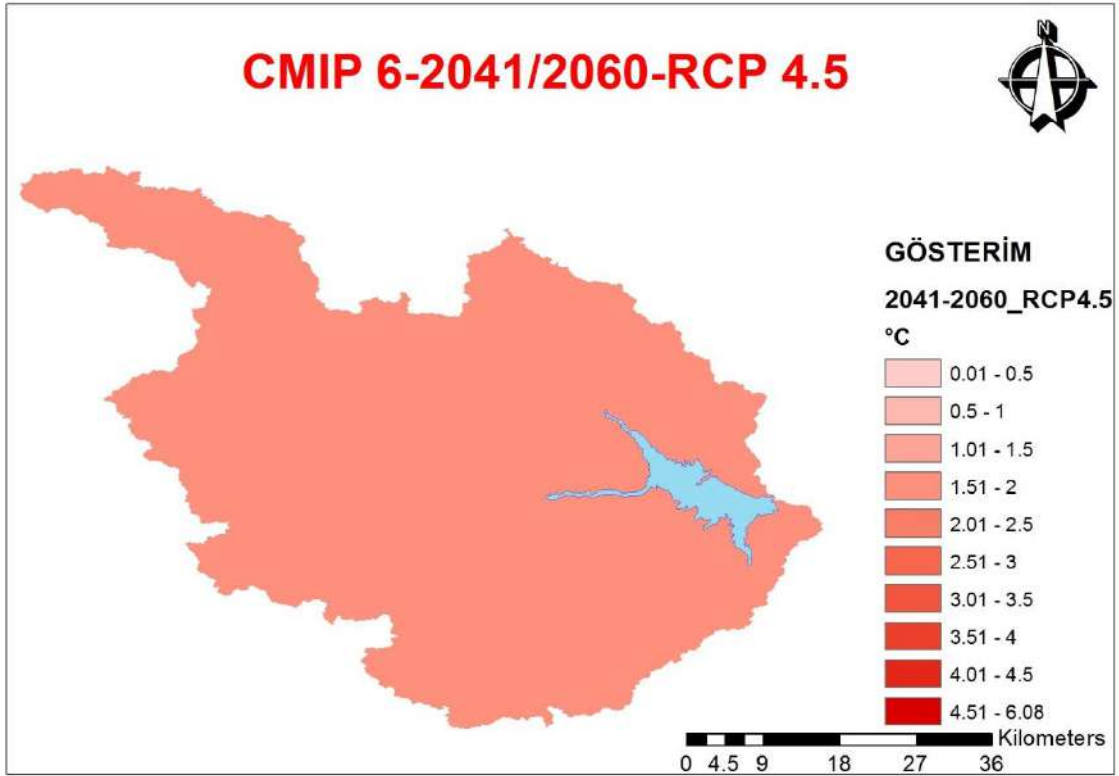 CMIP 6-2041/2060-RCP 4.5
N
GÖSTERİM
2041-2060_RCP4.5
°C
0.01 - 0.5
0.5 - 1
1.01 - 1.5
1.51 - 2
2.01 - 2.5
2.51 - 3
3.01 - 3.5
3.51 - 4
4.01 - 4.5
4.51 - 6.08
Kilometers
0 4.5 9 18 27 36